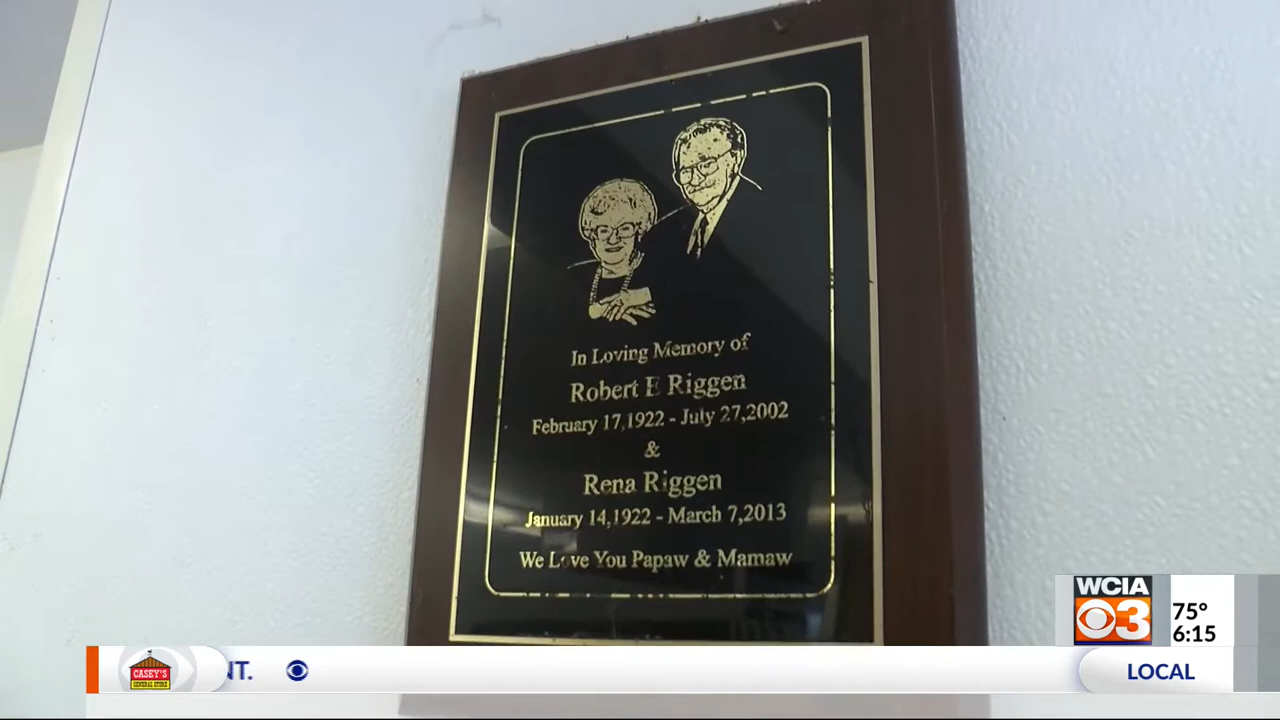 In Loving Memory of
Robert E Riggen
February 17,1922 - July 27,2002
&
Rena Riggen
January 14,1922 - March 7,2013
We Love You Papaw & Mamaw
WCIA
3
75°
6:15
CASEY'S
GENERAL STORE
NT.
LOCAL